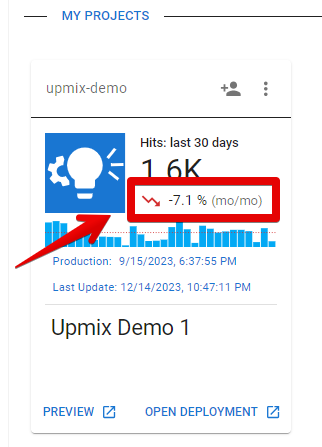 MY PROJECTS
upmix-demo
Hits: last 30 days
1.6K
-7.1 % (mo/mo)
Production: 9/15/2023, 6:37:55 PM
Last Update: 12/14/2023, 10:47:11 PM
Upmix Demo 1
PREVIEW
OPEN DEPLOYMENT